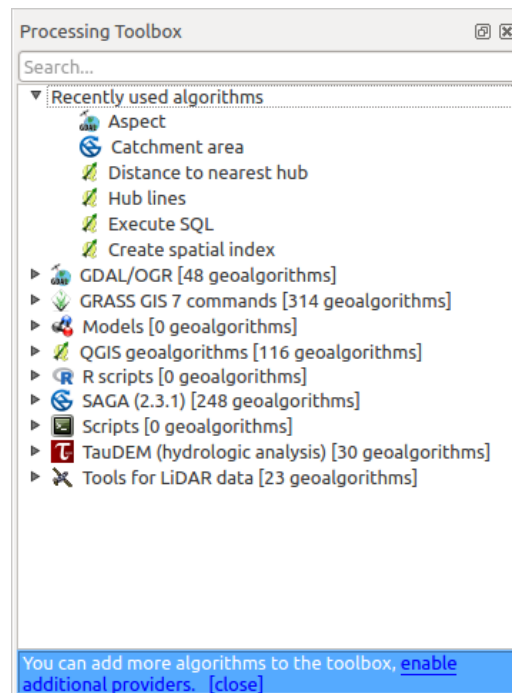 Processing Toolbox
Search...
Recently used algorithms
Aspect
Catchment area
Distance to nearest hub
Hub lines
Execute SQL
Create spatial index
GDAL/OGR [48 geoalgorithms]
GRASS GIS 7 commands [314 geoalgorithms]
Models [0 geoalgorithms]
QGIS geoalgorithms [116 geoalgorithms]
R scripts [0 geoalgorithms]
SAGA (2.3.1) [248 geoalgorithms]
Scripts [0 geoalgorithms]
TauDEM (hydrologic analysis) [30 geoalgorithms]
Tools for LiDAR data [23 geoalgorithms]
You can add more algorithms to the toolbox, enable
additional providers. [close]